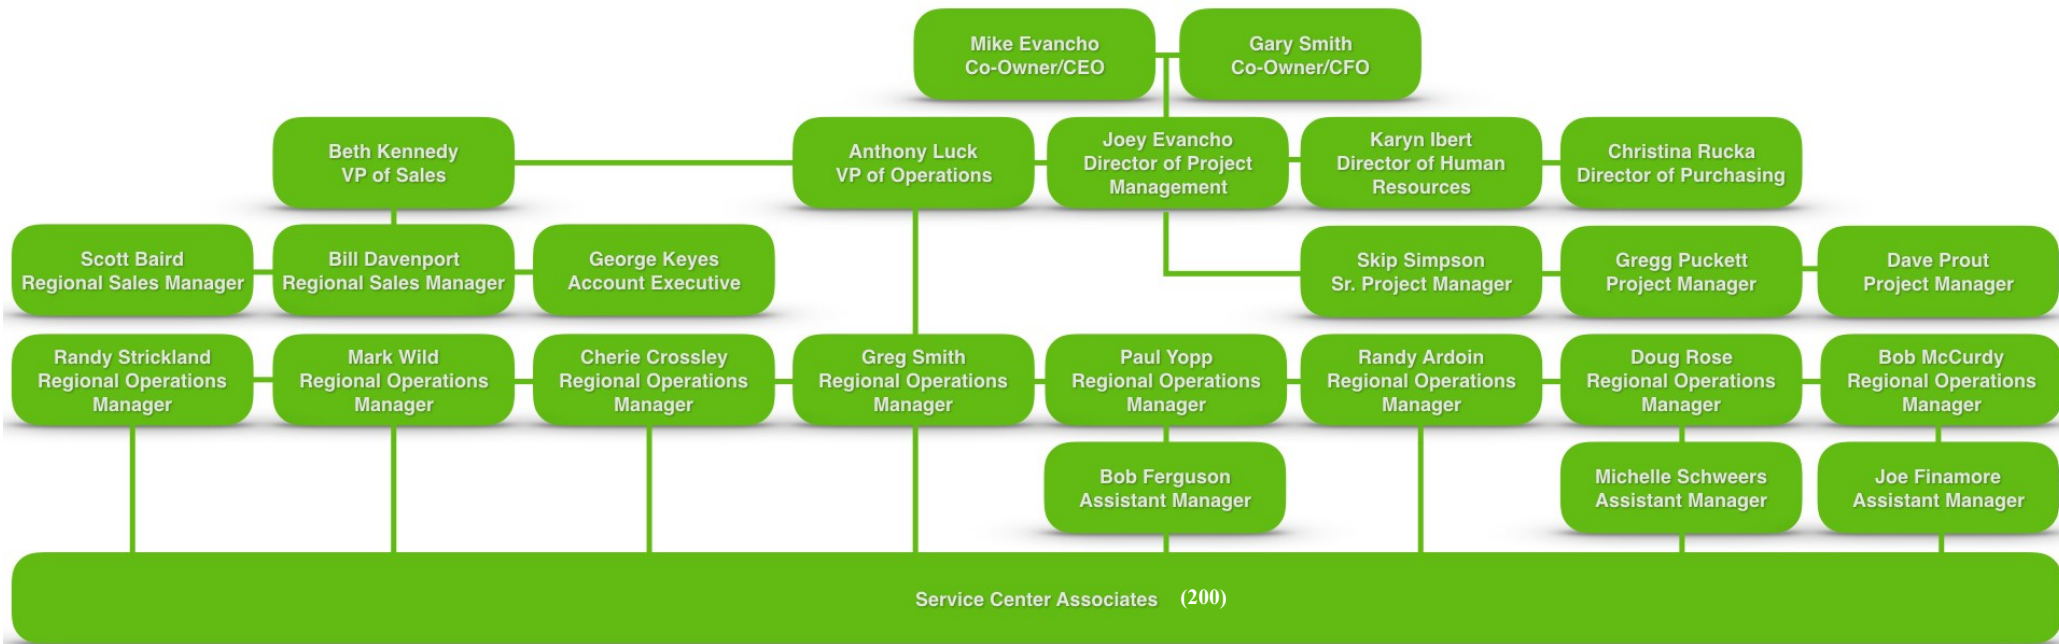 Mike Evancho
Co-Owner/CEO
Gary Smith
Co-Owner/CFO
Beth Kennedy
VP of Sales
Anthony Luck
VP of Operations
Joey Evancho
Director of Project
Management
Karyn Ibert
Director of Human
Resources
Christina Rucka
Director of Purchasing
Scott Baird
Regional Sales Manager
Bill Davenport
Regional Sales Manager
George Keyes
Account Executive
Skip Simpson
Sr. Project Manager
Gregg Puckett
Project Manager
Dave Prout
Project Manager
Randy Strickland
Regional Operations
Manager
Mark Wild
Regional Operations
Manager
Cherie Crossley
Regional Operations
Manager
Greg Smith
Regional Operations
Manager
Paul Yopp
Regional Operations
Manager
Randy Ardoin
Regional Operations
Manager
Doug Rose
Regional Operations
Manager
Bob McCurdy
Regional Operations
Manager
Bob Ferguson
Assistant Manager
Michelle Schweers
Assistant Manager
Joe Finamore
Assistant Manager
Service Center Associates (200)